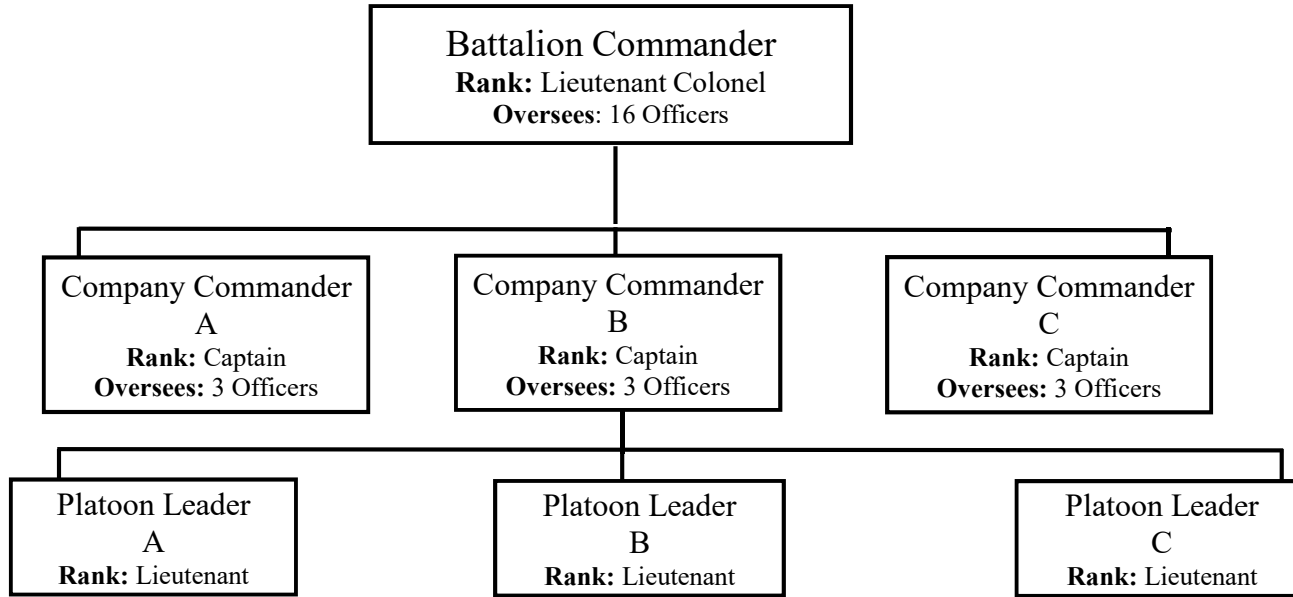 Battalion Commander
Rank: Lieutenant Colonel
Oversees: 16 Officers
Company Commander
A
Rank: Captain
Oversees: 3 Officers
Company Commander
B
Rank: Captain
Oversees: 3 Officers
Company Commander
C
Rank: Captain
Oversees: 3 Officers
Platoon Leader
A
Rank: Lieutenant
Platoon Leader
B
Rank: Lieutenant
Platoon Leader
C
Rank: Lieutenant